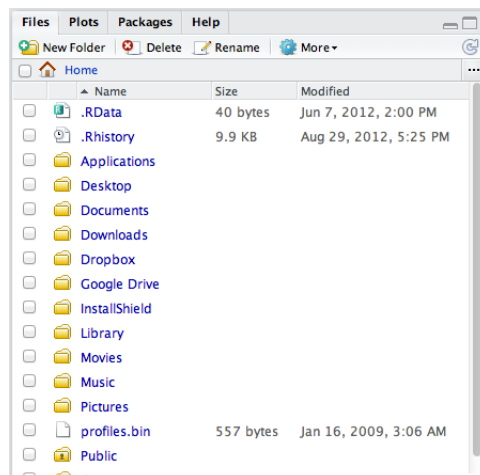 Files Plots Packages Help
New Folder Delete Rename More
Home ...
Name Size Modified
.RData 40 bytes Jun 7, 2012, 2:00 PM
.Rhistory 9.9 KB Aug 29, 2012, 5:25 PM
Applications
Desktop
Documents
Downloads
Dropbox
Google Drive
InstallShield
Library
Movies
Music
Pictures
profiles.bin 557 bytes Jan 16, 2009, 3:06 AM
Public